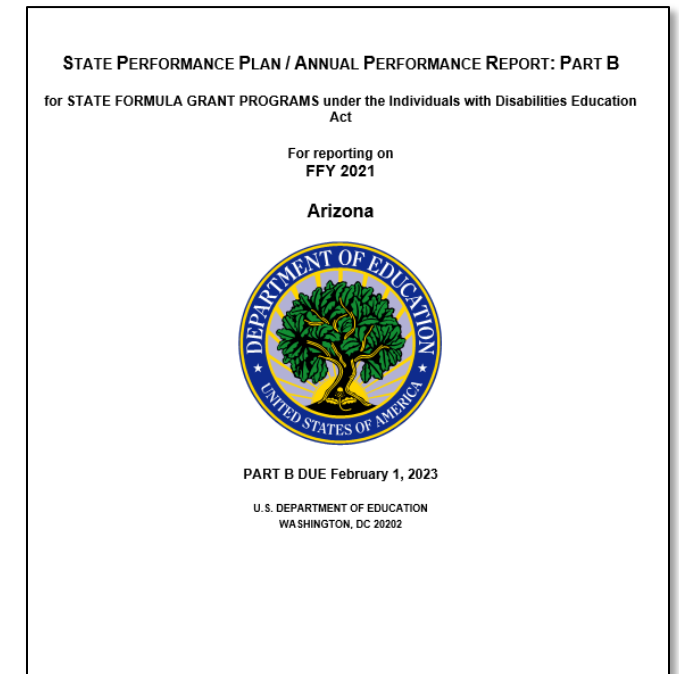 STATE PERFORMANCE PLAN / ANNUAL PERFORMANCE REPORT: PART B
for STATE FORMULA GRANT PROGRAMS under the Individuals with Disabilities Education
Act
For reporting on
FFY 2021
Arizona
DEPARTMENT OF EDUCATION
UNITED STATES OF AMERICA
PART B DUE February 1, 2023
U.S. DEPARTMENT OF EDUCATION
WASHINGTON, DC 20202